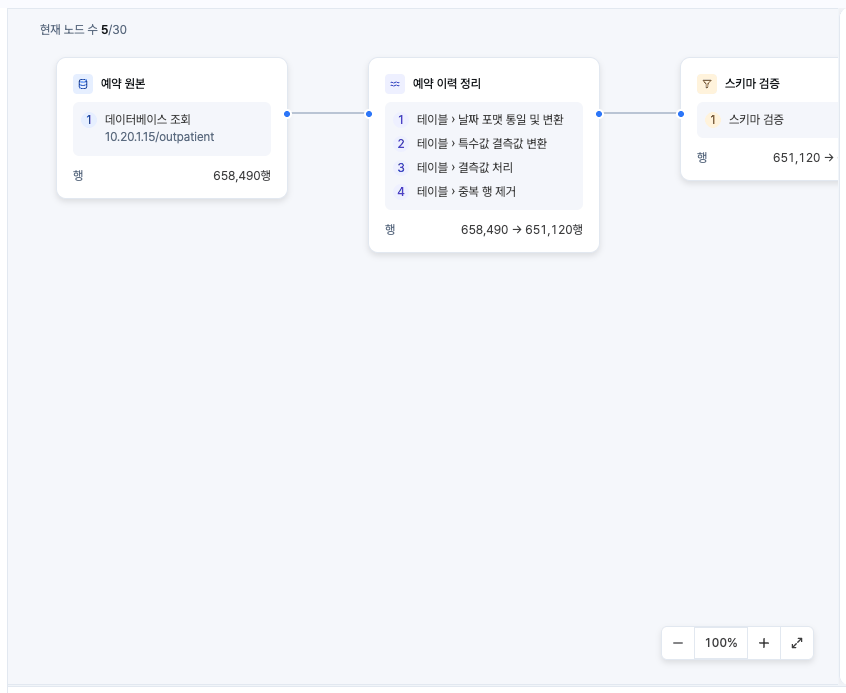 현재 노드 수 5/30
예약 원본
1 데이터베이스 조회
10.20.1.15/outpatient
행 658,490행
예약 이력 정리
1 테이블 › 날짜 포맷 통일 및 변환
2 테이블 › 특수값 결측값 변환
3 테이블 › 결측값 처리
4 테이블 › 중복 행 제거
행 658,490 → 651,120행
스키마 검증
1 스키마 검증
행 651,120 →
100%